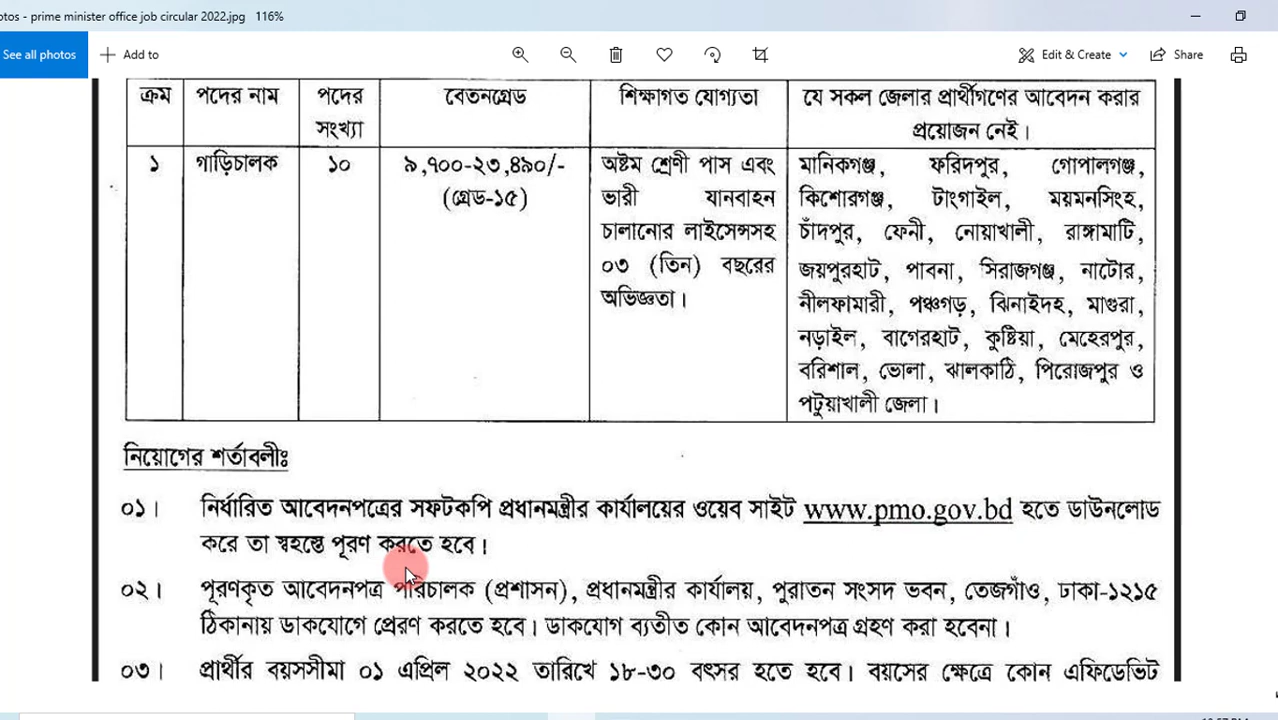 otos - prime minister office job circular 2022.jpg 116%
See all photos
Add to
Edit & Create
Share
ক্রম
পদের নাম
পদের
সংখ্যা
বেতনগ্রেড
শিক্ষাগত যোগ্যতা
যে সকল জেলার প্রার্থীগণের আবেদন করার
প্রয়োজন নেই।
১
গাড়িচালক
১০
৯,৭০০-২৩,৪৯০/-
(গ্রেড-১৫)
অষ্টম শ্রেণী পাস এবং
ভারী যানবাহন
চালানোর লাইসেন্সসহ
০৩ (তিন) বছরের
অভিজ্ঞতা।
মানিকগঞ্জ, ফরিদপুর, গোপালগঞ্জ,
কিশোরগঞ্জ, টাংগাইল, ময়মনসিংহ,
চাঁদপুর, ফেনী, নোয়াখালী, রাঙ্গামাটি,
জয়পুরহাট, পাবনা, সিরাজগঞ্জ, নাটোর,
নীলফামারী, পঞ্চগড়, ঝিনাইদহ, মাগুরা,
নড়াইল, বাগেরহাট, কুষ্টিয়া, মেহেরপুর,
বরিশাল, ভোলা, ঝালকাঠি, পিরোজপুর ও
পটুয়াখালী জেলা।
নিয়োগের শর্তাবলীঃ
০১। নির্ধারিত আবেদনপত্রের সফটকপি প্রধানমন্ত্রীর কার্যালয়ের ওয়েব সাইট www.pmo.gov.bd হতে ডাউনলোড
করে তা স্বহস্তে পূরণ করতে হবে।
০২। পূরণকৃত আবেদনপত্র পরিচালক (প্রশাসন), প্রধানমন্ত্রীর কার্যালয়, পুরাতন সংসদ ভবন, তেজগাঁও, ঢাকা-১২১৫
ঠিকানায় ডাকযোগে প্রেরণ করতে হবে। ডাকযোগ ব্যতীত কোন আবেদনপত্র গ্রহণ করা হবেনা।
০৩। প্রার্থীর বয়সসীমা ০১ এপ্রিল ২০২২ তারিখে ১৮-৩০ বৎসর হতে হবে। বয়সের ক্ষেত্রে কোন এফিডেভিট